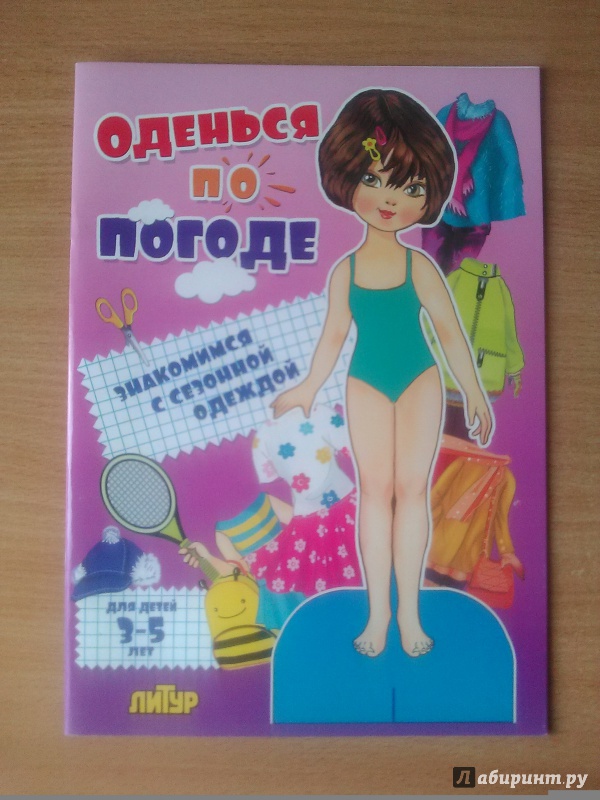 Оденься
по
погоде
знакомимся
с сезонной
одеждой
для детей
3-5
лет
литур
Лабиринт.ру